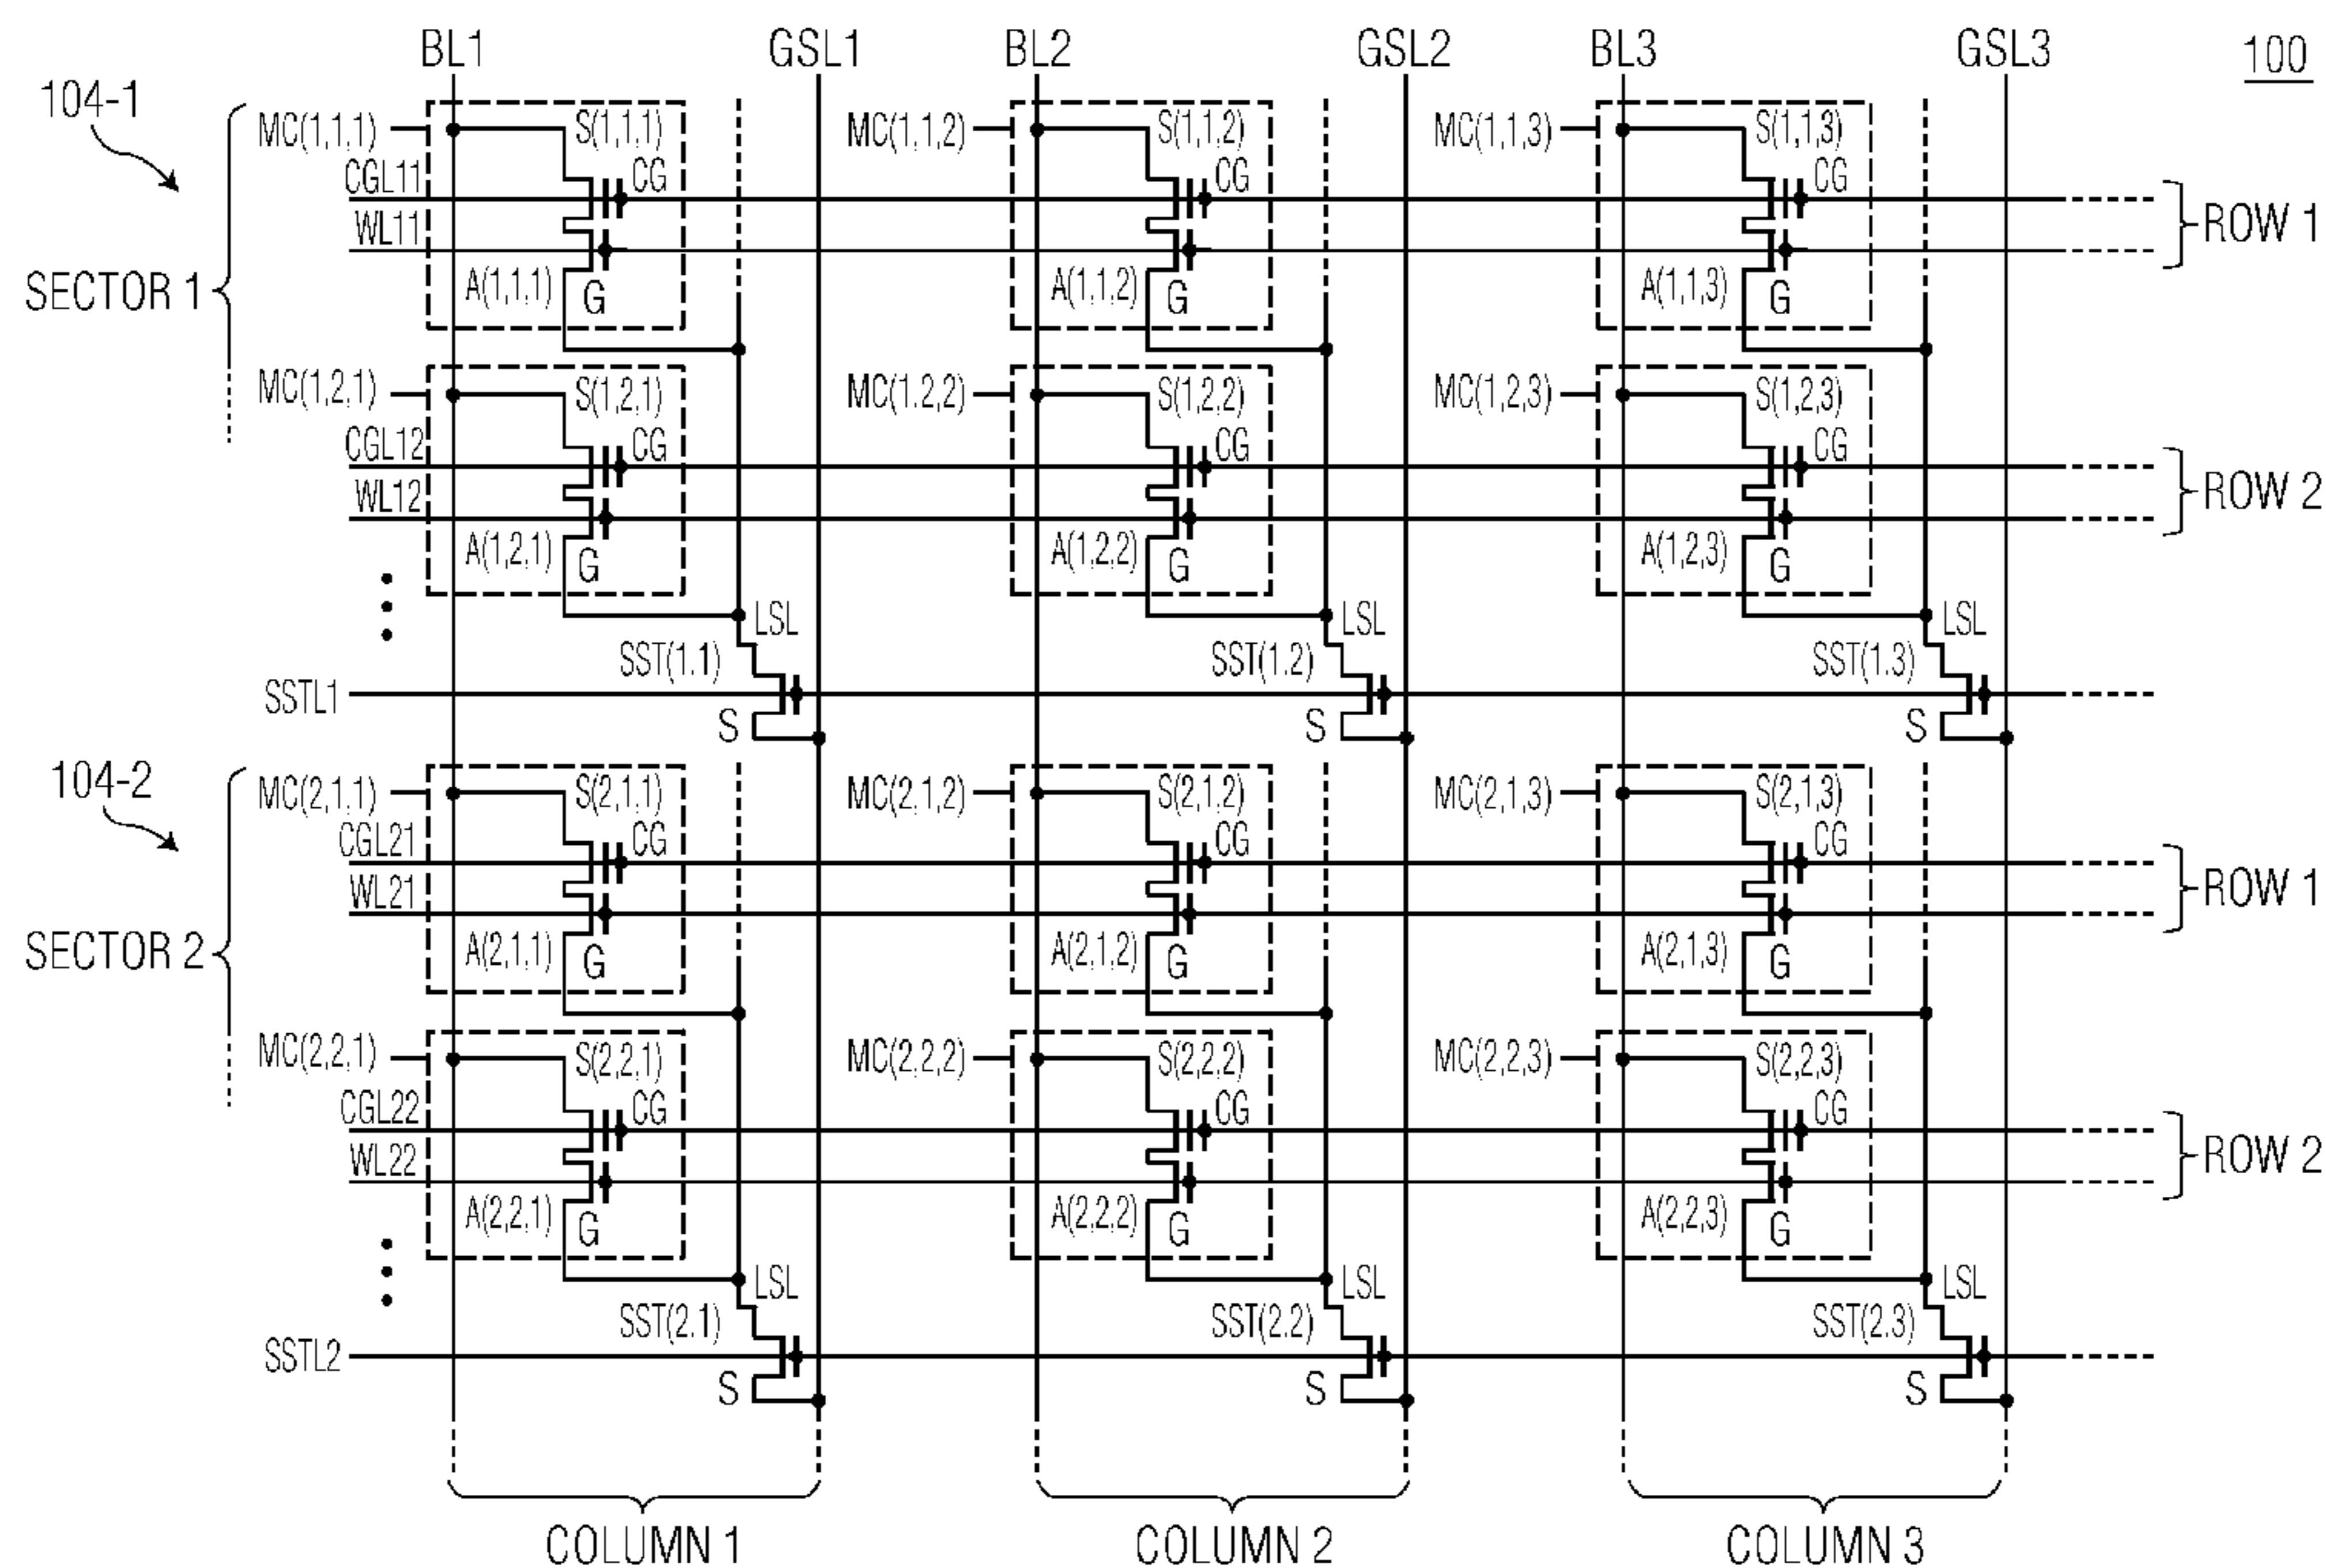 BL1 GSL1 BL2 GSL2 BL3 GSL3 100
104-1
MC(1,1,1) S(1,1,1) MC(1,1,2) S(1,1,2) MC(1,1,3) S(1,1,3)
CGL11 CG CG CG
WL11 ROW 1
SECTOR 1 A(1,1,1) G A(1,1,2) G A(1,1,3) G
MC(1,2,1) S(1,2,1) MC(1.2,2) S(1,2,2) MC(1,2,3) S(1,2,3)
CGL12 CG CG CG
WL12 ROW 2
A(1,2,1) G A(1,2,2) G A(1,2,3) G
LSL LSL LSL
SST(1.1) SST(1.2) SST(1.3)
SSTL1
S S S
104-2
MC(2,1,1) S(2,1,1) MC(2,1,2) S(2,1,2) MC(2,1,3) S(2,1,3)
CGL21 CG CG CG
WL21 ROW 1
SECTOR 2 A(2,1,1) G A(2,1,2) G A(2,1,3) G
MC(2,2,1) S(2,2,1) MC(2,2,2) S(2,2,2) MC(2,2,3) S(2,2,3)
CGL22 CG CG CG
WL22 ROW 2
A(2,2,1) G A(2,2,2) G A(2,2,3) G
LSL LSL LSL
SST(2.1) SST(2.2) SST(2.3)
SSTL2
S S S
COLUMN 1 COLUMN 2 COLUMN 3